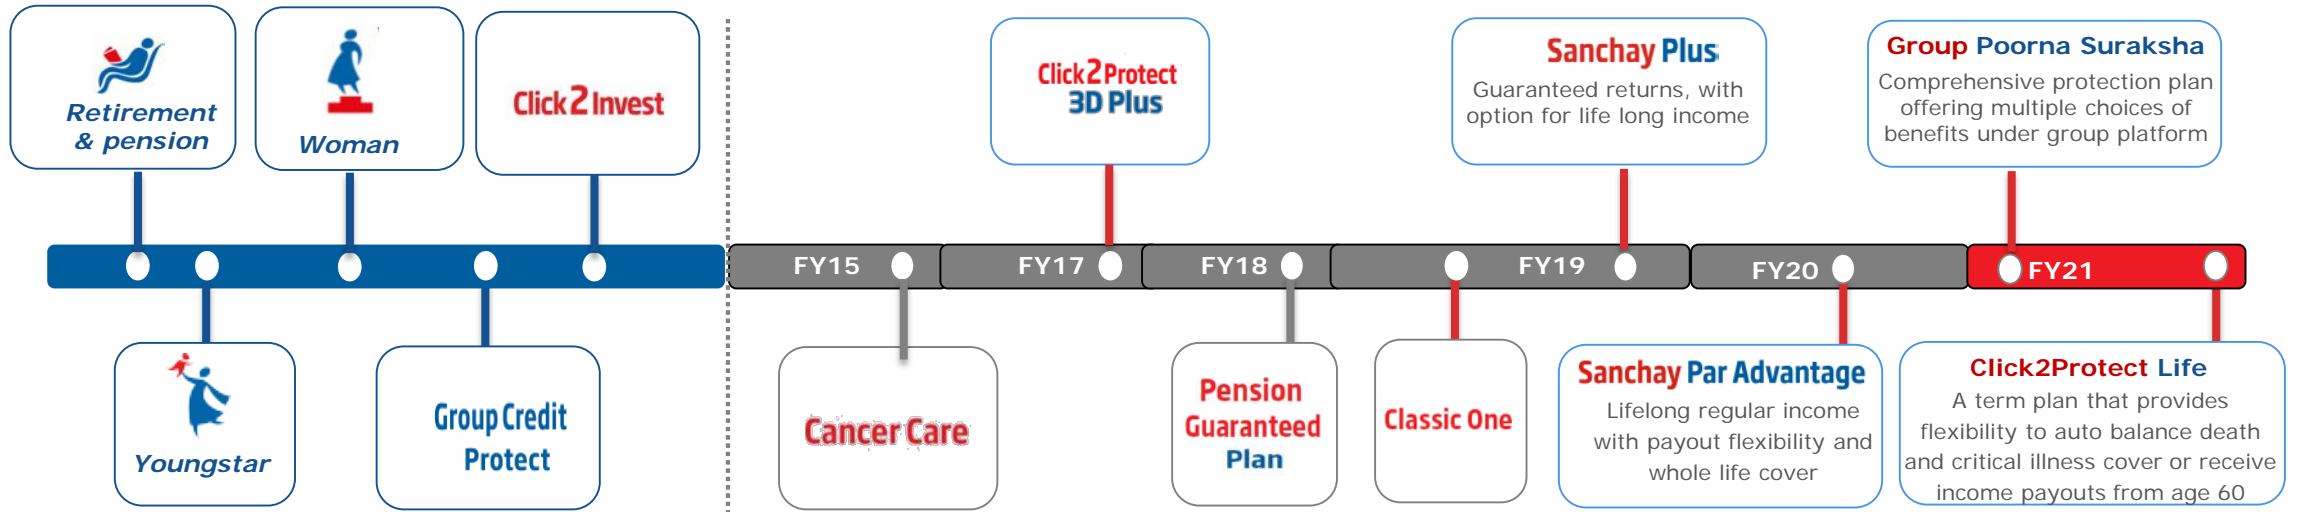 Retirement
& pension
Woman
Click2Invest
Click2Protect
3D Plus
Sanchay Plus
Guaranteed returns, with
option for life long income
Group Poorna Suraksha
Comprehensive protection plan
offering multiple choices of
benefits under group platform
FY15
FY17
FY18
FY19
FY20
FY21
Youngstar
Group Credit
Protect
Cancer Care
Pension
Guaranteed
Plan
Classic One
Sanchay Par Advantage
Lifelong regular income
with payout flexibility and
whole life cover
Click2Protect Life
A term plan that provides
flexibility to auto balance death
and critical illness cover or receive
income payouts from age 60